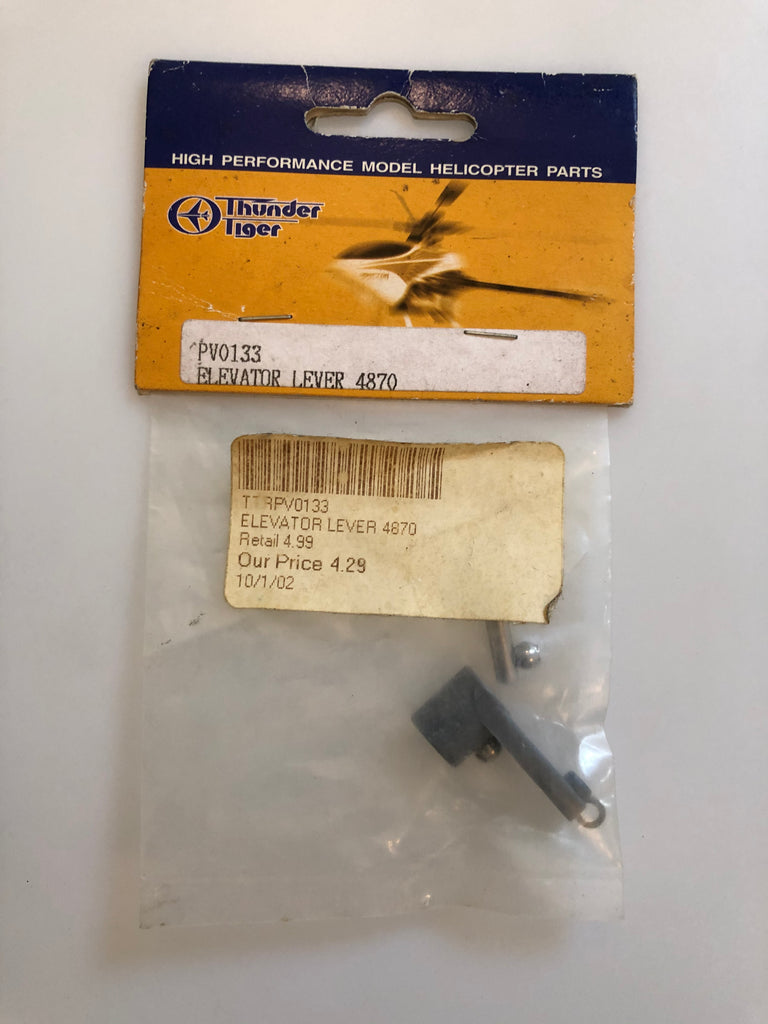 HIGH PERFORMANCE MODEL HELICOPTER PARTS
Thunder
Tiger
PV0133
ELEVATOR LEVER 4870
TTRPV0133
ELEVATOR LEVER 4870
Retail 4.99
Our Price 4.29
10/1/02